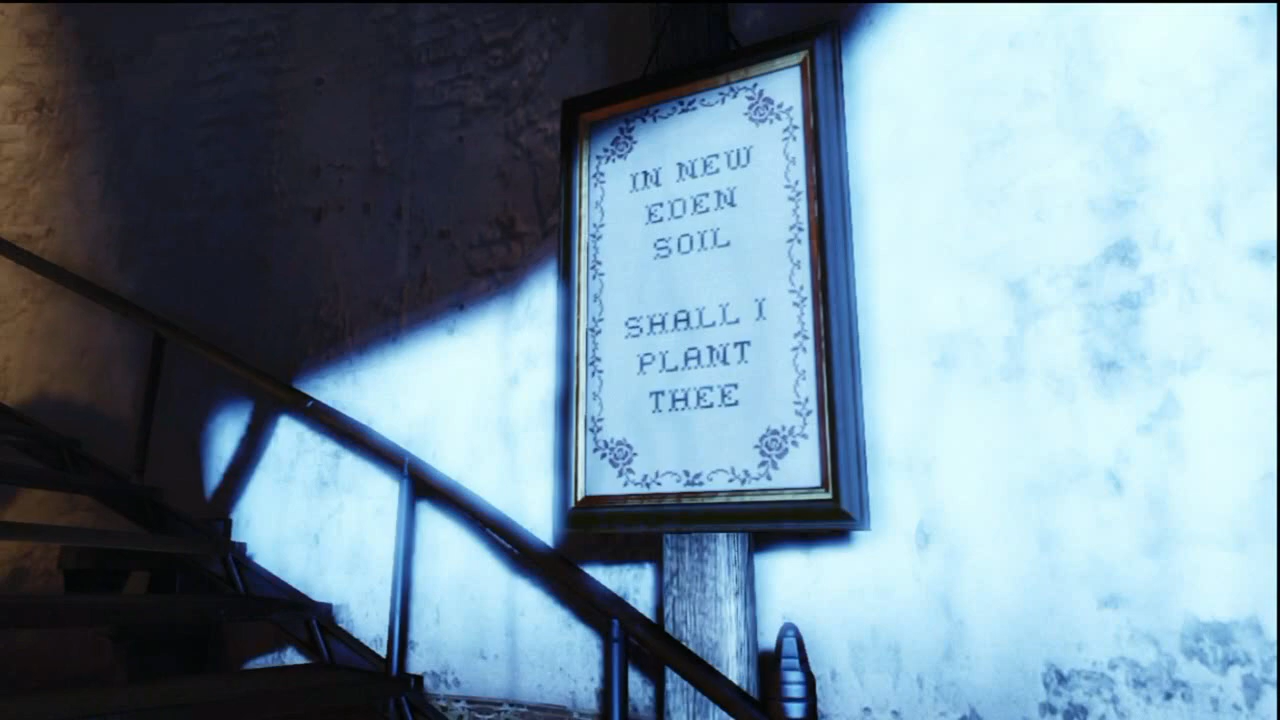 IN NEW
EDEN
SOIL
SHALL I
PLANT
THEE